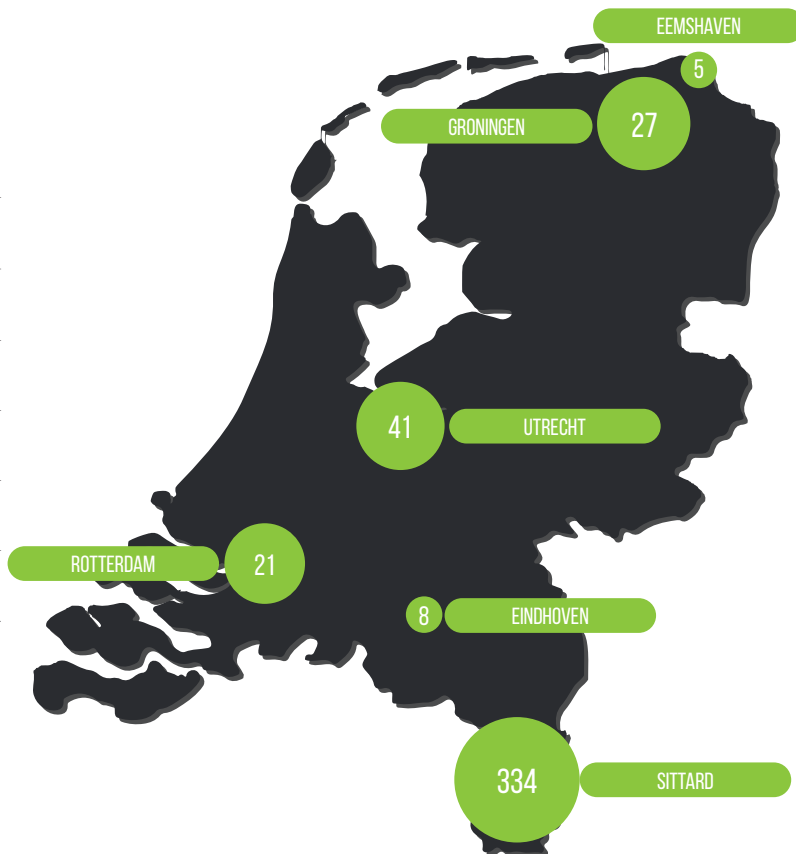 EEMSHAVEN
5
GRONINGEN
27
41
UTRECHT
ROTTERDAM
21
8
EINDHOVEN
334
SITTARD